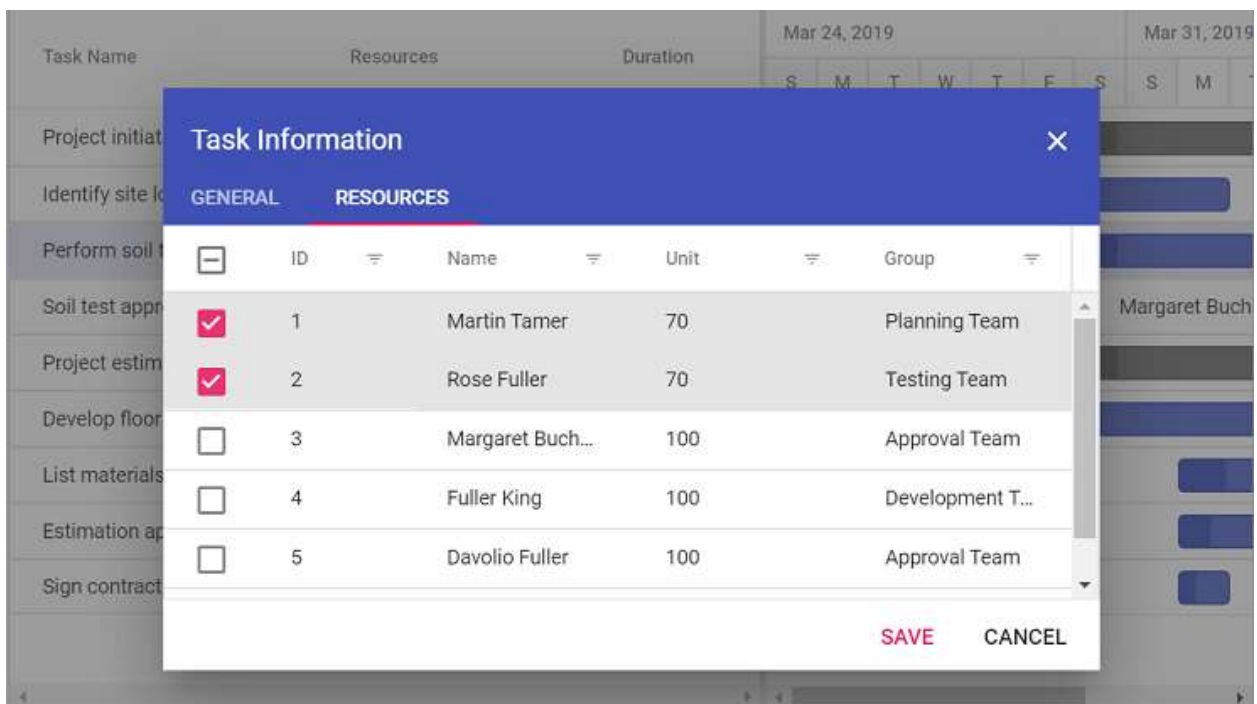 Task Name Resources Duration Mar 24, 2019 Mar 31, 2019
S M T W T F S S M
Task Information
GENERAL RESOURCES
ID Name Unit Group
1 Martin Tamer 70 Planning Team
2 Rose Fuller 70 Testing Team
3 Margaret Buch... 100 Approval Team
4 Fuller King 100 Development T...
5 Davolio Fuller 100 Approval Team
SAVE CANCEL
Project initiat
Identify site lo
Perform soil t
Soil test appr
Margaret Buch
Project estim
Develop floor
List materials
Estimation ap
Sign contract